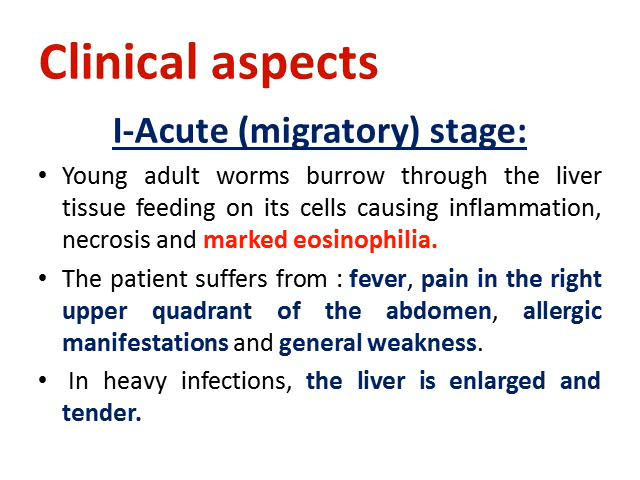 Clinical aspects
I-Acute (migratory) stage:
• Young adult worms burrow through the liver
tissue feeding on its cells causing inflammation,
necrosis and marked eosinophilia.
• The patient suffers from : fever, pain in the right
upper quadrant of the abdomen, allergic
manifestations and general weakness.
• In heavy infections, the liver is enlarged and
tender.